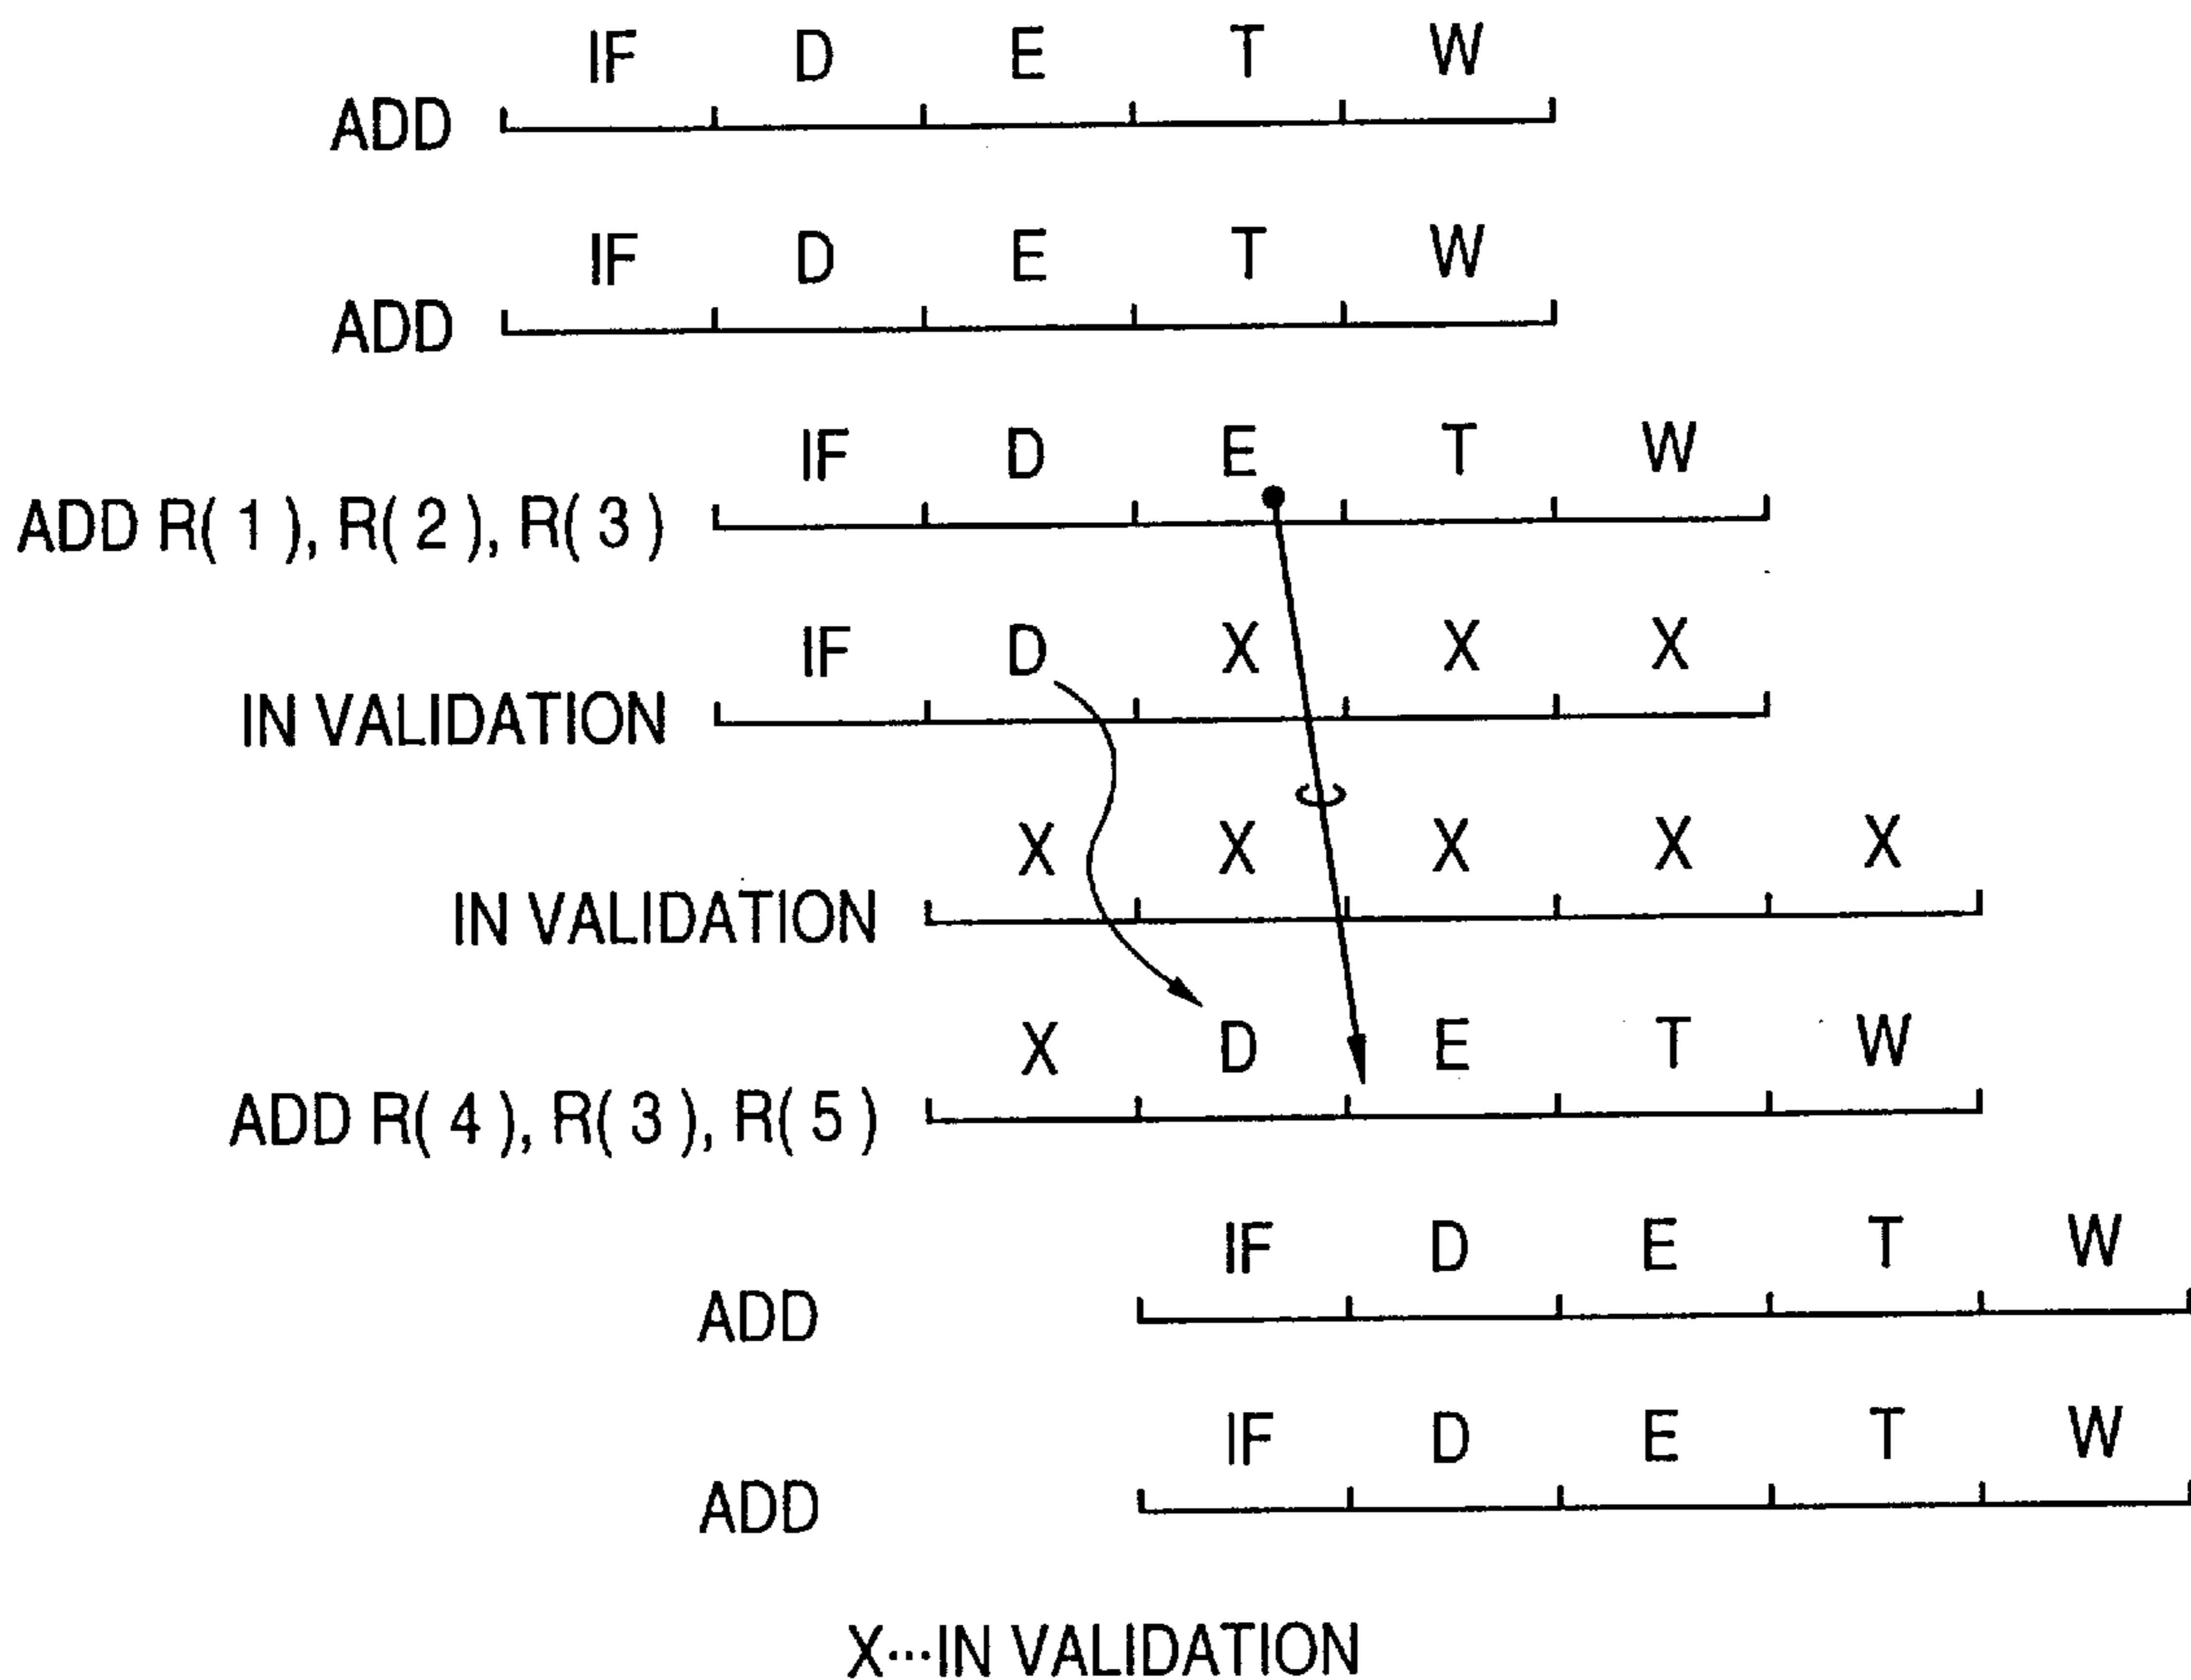 IF D E T W
ADD
IF D E T W
ADD
IF D E T W
ADD R( 1 ), R( 2 ), R( 3 )
IF D X X X
IN VALIDATION
X X X X X
IN VALIDATION
X D E T W
ADD R( 4 ), R( 3 ), R( 5 )
IF D E T W
ADD
IF D E T W
ADD
X···IN VALIDATION